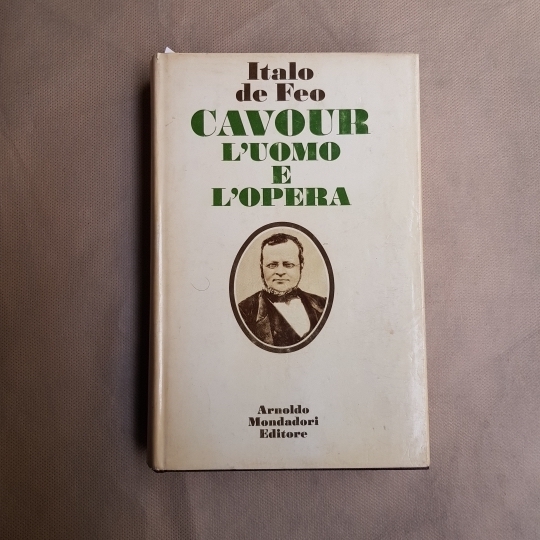 Italo
de Feo
CAVOUR
L'UOMO
E
L'OPERA
Arnoldo
Mondadori
Editore